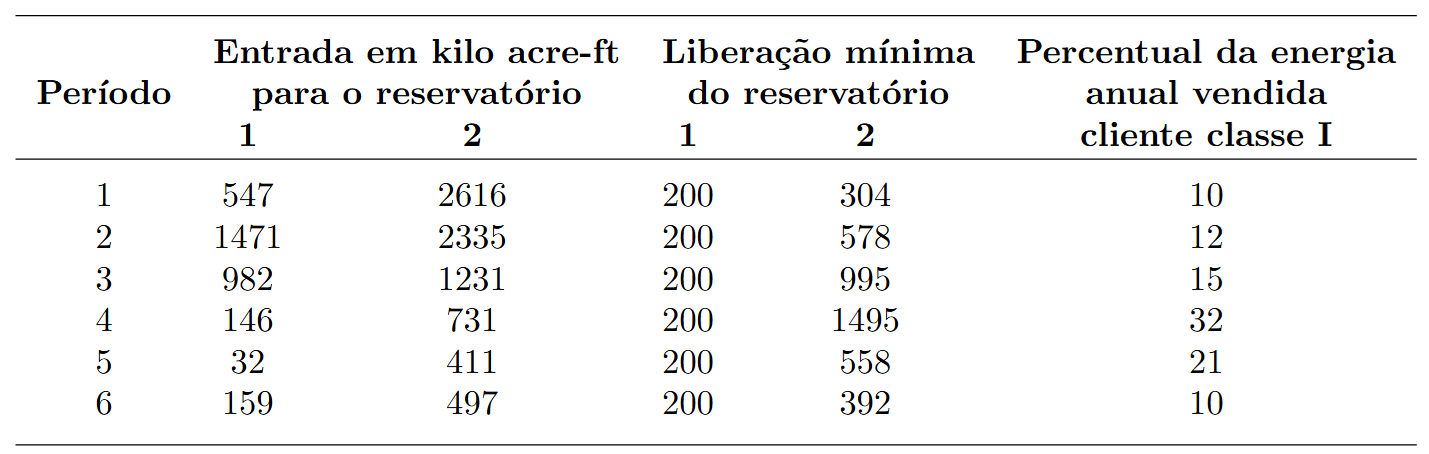 Entrada em kilo acre-ft Liberação mínima Percentual da energia
Período para o reservatório do reservatório anual vendida
1 2 1 2 cliente classe I
1 547 2616 200 304 10
2 1471 2335 200 578 12
3 982 1231 200 995 15
4 146 731 200 1495 32
5 32 411 200 558 21
6 159 497 200 392 10